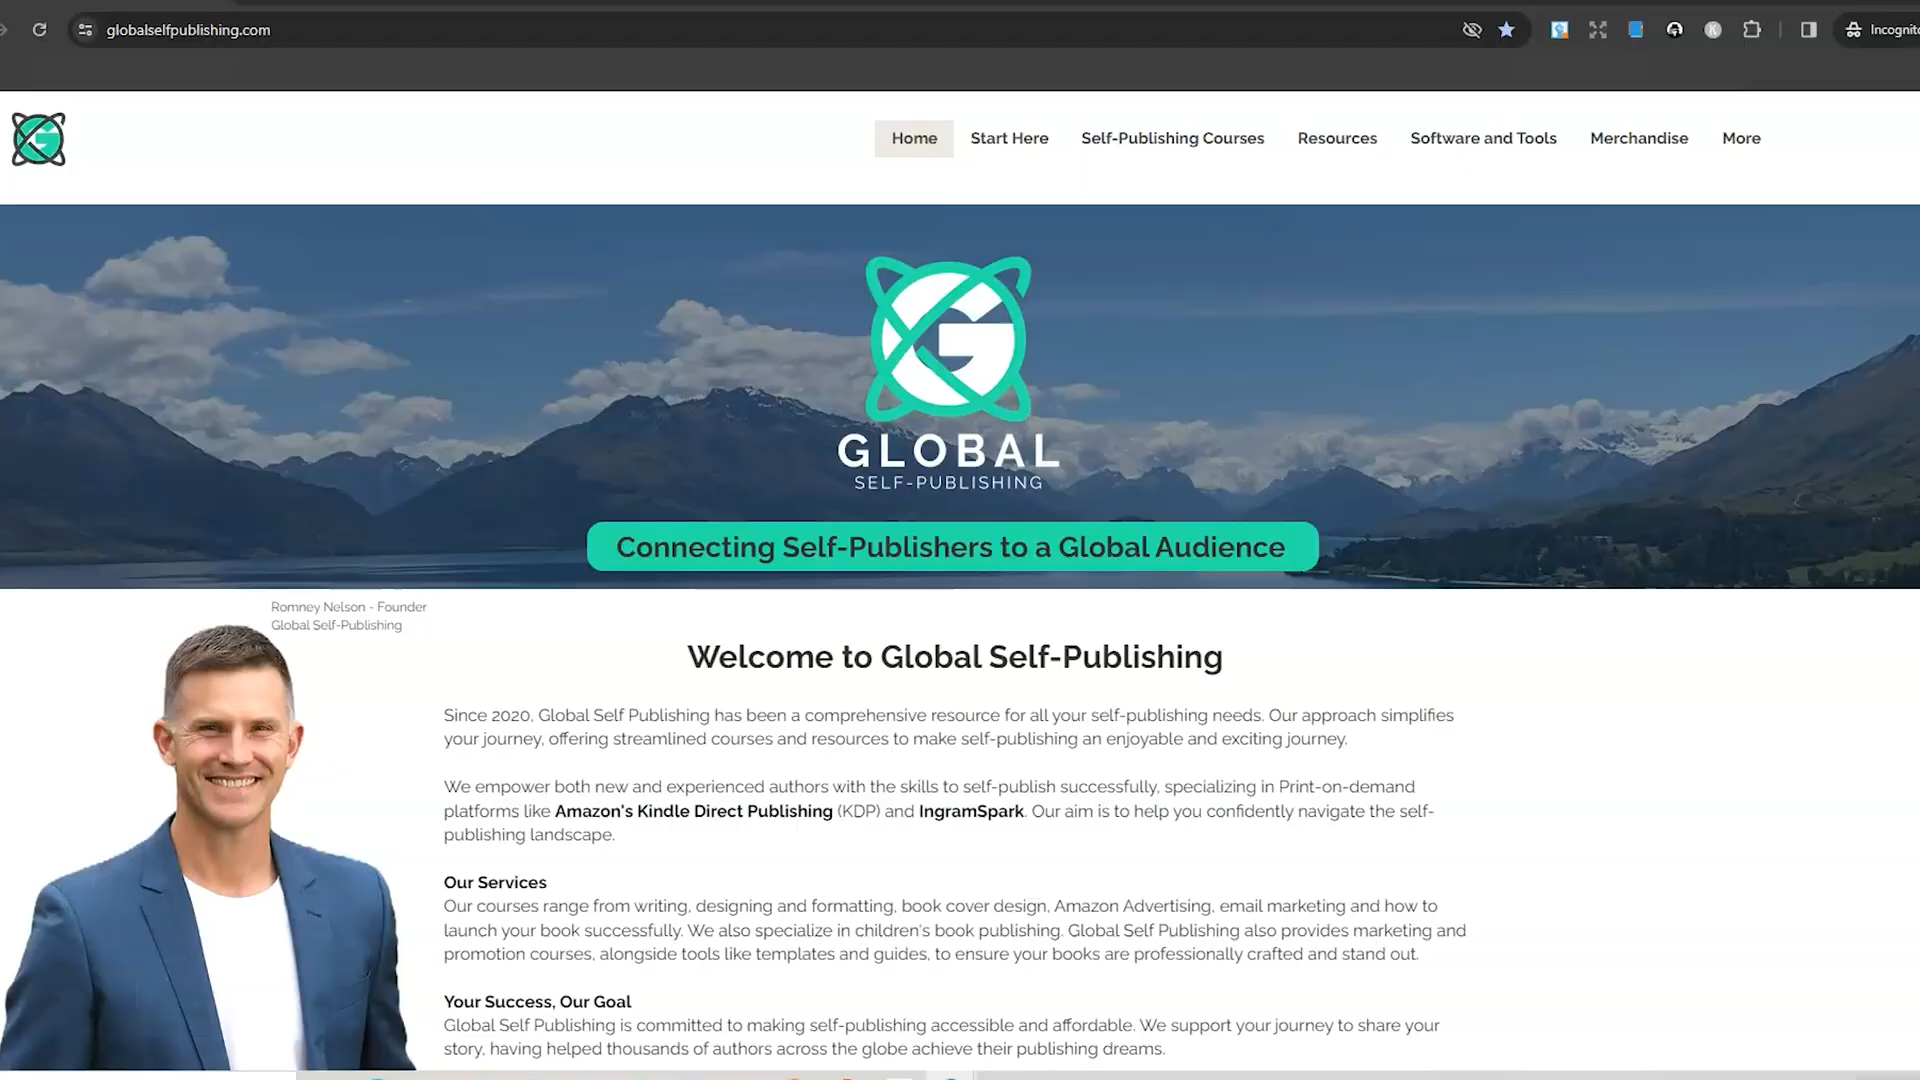 globalselfpublishing.com
Incognito
Home
Start Here
Self-Publishing Courses
Resources
Software and Tools
Merchandise
More
G
GLOBAL
SELF-PUBLISHING
Connecting Self-Publishers to a Global Audience
Romney Nelson - Founder
Global Self-Publishing
Welcome to Global Self-Publishing
Since 2020, Global Self Publishing has been a comprehensive resource for all your self-publishing needs. Our approach simplifies
your journey, offering streamlined courses and resources to make self-publishing an enjoyable and exciting journey.
We empower both new and experienced authors with the skills to self-publish successfully, specializing in Print-on-demand
platforms like Amazon's Kindle Direct Publishing (KDP) and IngramSpark. Our aim is to help you confidently navigate the self-
publishing landscape.
Our Services
Our courses range from writing, designing and formatting, book cover design, Amazon Advertising, email marketing and how to
launch your book successfully. We also specialize in children's book publishing. Global Self Publishing also provides marketing and
promotion courses, alongside tools like templates and guides, to ensure your books are professionally crafted and stand out.
Your Success, Our Goal
Global Self Publishing is committed to making self-publishing accessible and affordable. We support your journey to share your
story, having helped thousands of authors across the globe achieve their publishing dreams.